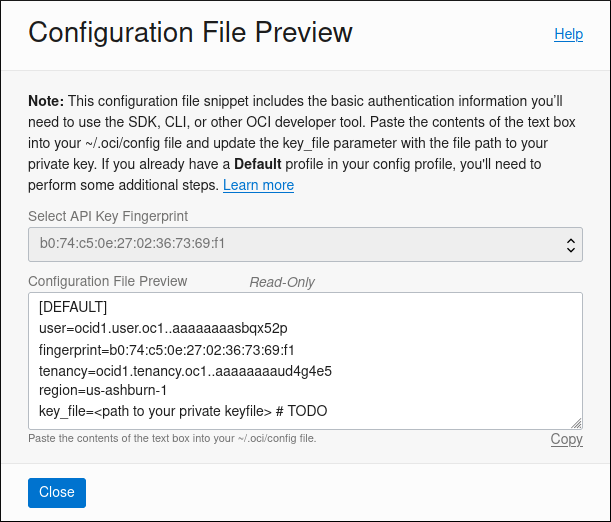 Configuration File Preview
Help
Note: This configuration file snippet includes the basic authentication information you'll
need to use the SDK, CLI, or other OCI developer tool. Paste the contents of the text box
into your ~/.oci/config file and update the key_file parameter with the file path to your
private key. If you already have a Default profile in your config profile, you'll need to
perform some additional steps. Learn more
Select API Key Fingerprint
b0:74:c5:0e:27:02:36:73:69:f1
Configuration File Preview Read-Only
[DEFAULT]
user=ocid1.user.oc1..aaaaaaaasbqx52p
fingerprint=b0:74:c5:0e:27:02:36:73:69:f1
tenancy=ocid1.tenancy.oc1..aaaaaaaaud4g4e5
region=us-ashburn-1
key_file=<path to your private keyfile> # TODO
Paste the contents of the text box into your ~/.oci/config file.
Copy
Close